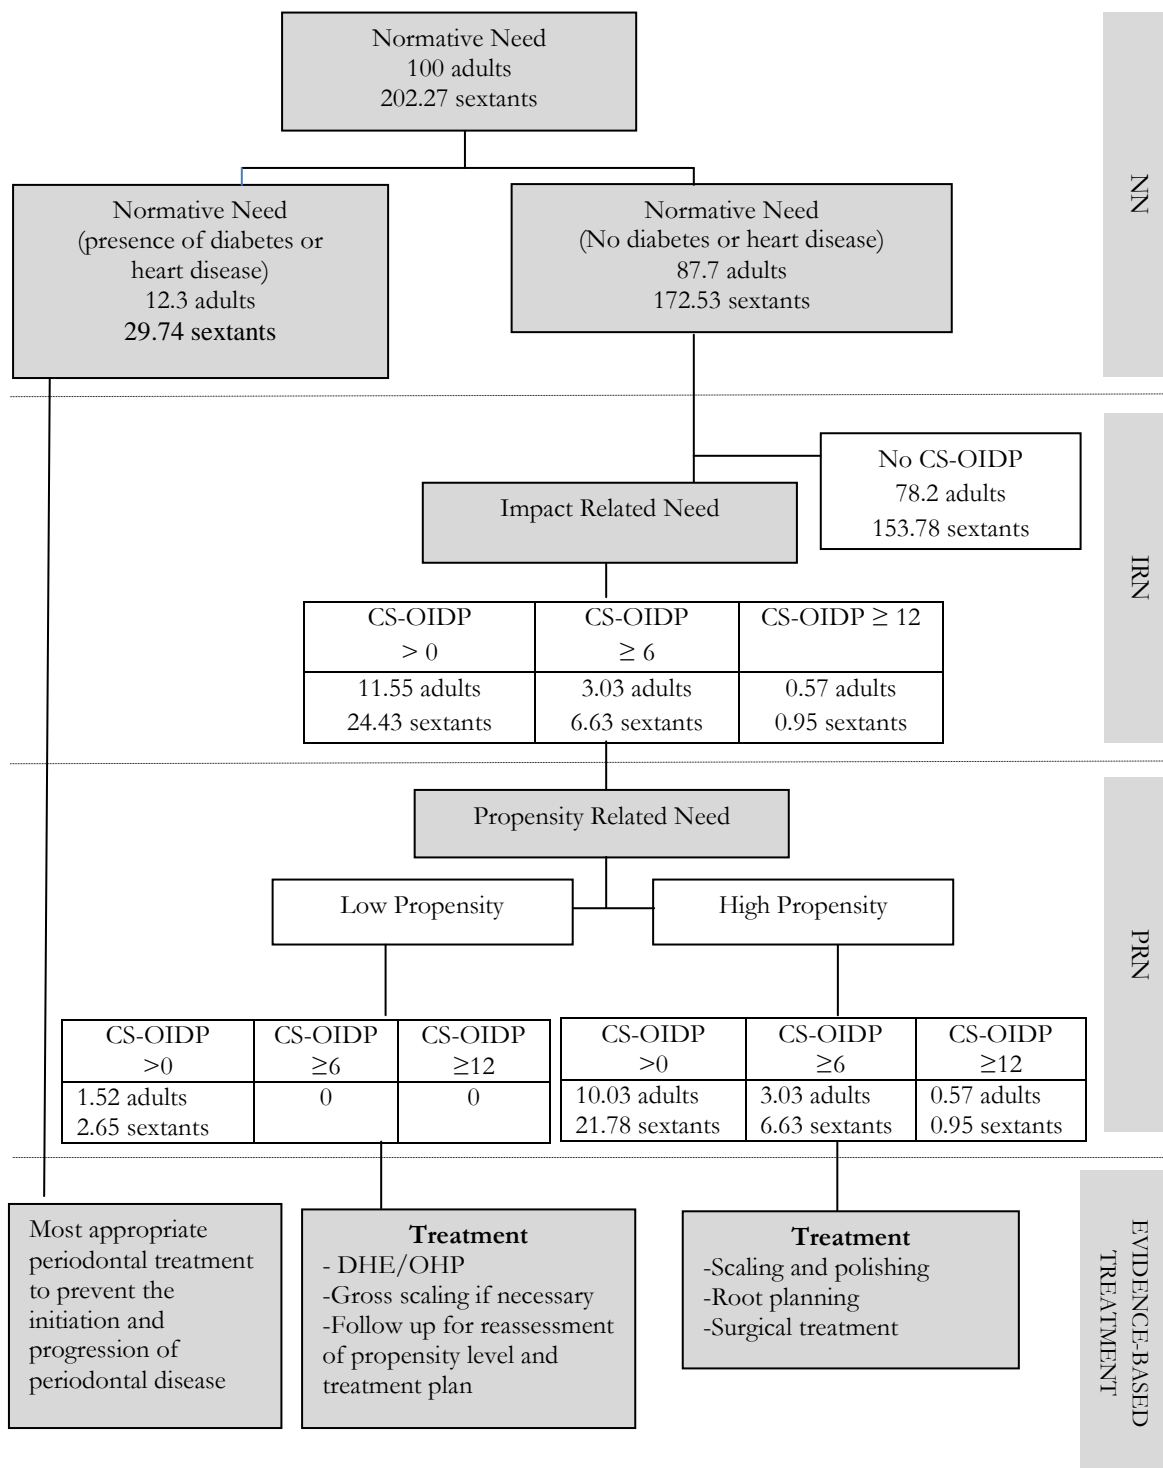 Normative Need
100 adults
202.27 sextants
Normative Need
(presence of diabetes or
heart disease)
12.3 adults
29.74 sextants
Normative Need
(No diabetes or heart disease)
87.7 adults
172.53 sextants
NN
No CS-OIDP
78.2 adults
153.78 sextants
Impact Related Need
IRN
CS-OIDP
> 0
CS-OIDP
≥ 6
CS-OIDP ≥ 12
11.55 adults
24.43 sextants
3.03 adults
6.63 sextants
0.57 adults
0.95 sextants
Propensity Related Need
Low Propensity
High Propensity
PRN
CS-OIDP
>0
CS-OIDP
≥6
CS-OIDP
≥12
1.52 adults
2.65 sextants
0
0
CS-OIDP
>0
CS-OIDP
≥6
CS-OIDP
≥12
10.03 adults
21.78 sextants
3.03 adults
6.63 sextants
0.57 adults
0.95 sextants
Most appropriate
periodontal treatment
to prevent the
initiation and
progression of
periodontal disease
Treatment
- DHE/OHP
-Gross scaling if necessary
-Follow up for reassessment
of propensity level and
treatment plan
Treatment
-Scaling and polishing
-Root planning
-Surgical treatment
EVIDENCE-BASED
TREATMENT